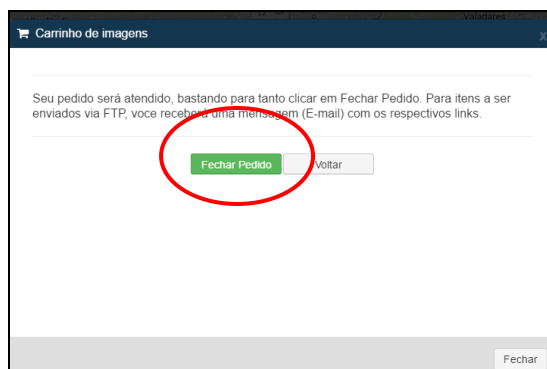 Valadares
Carrinho de imagens
x
Seu pedido será atendido, bastando para tanto clicar em Fechar Pedido. Para itens a ser
enviados via FTP, voce receberá uma mensagem (E-mail) com os respectivos links.
Fechar Pedido
Voltar
Fechar